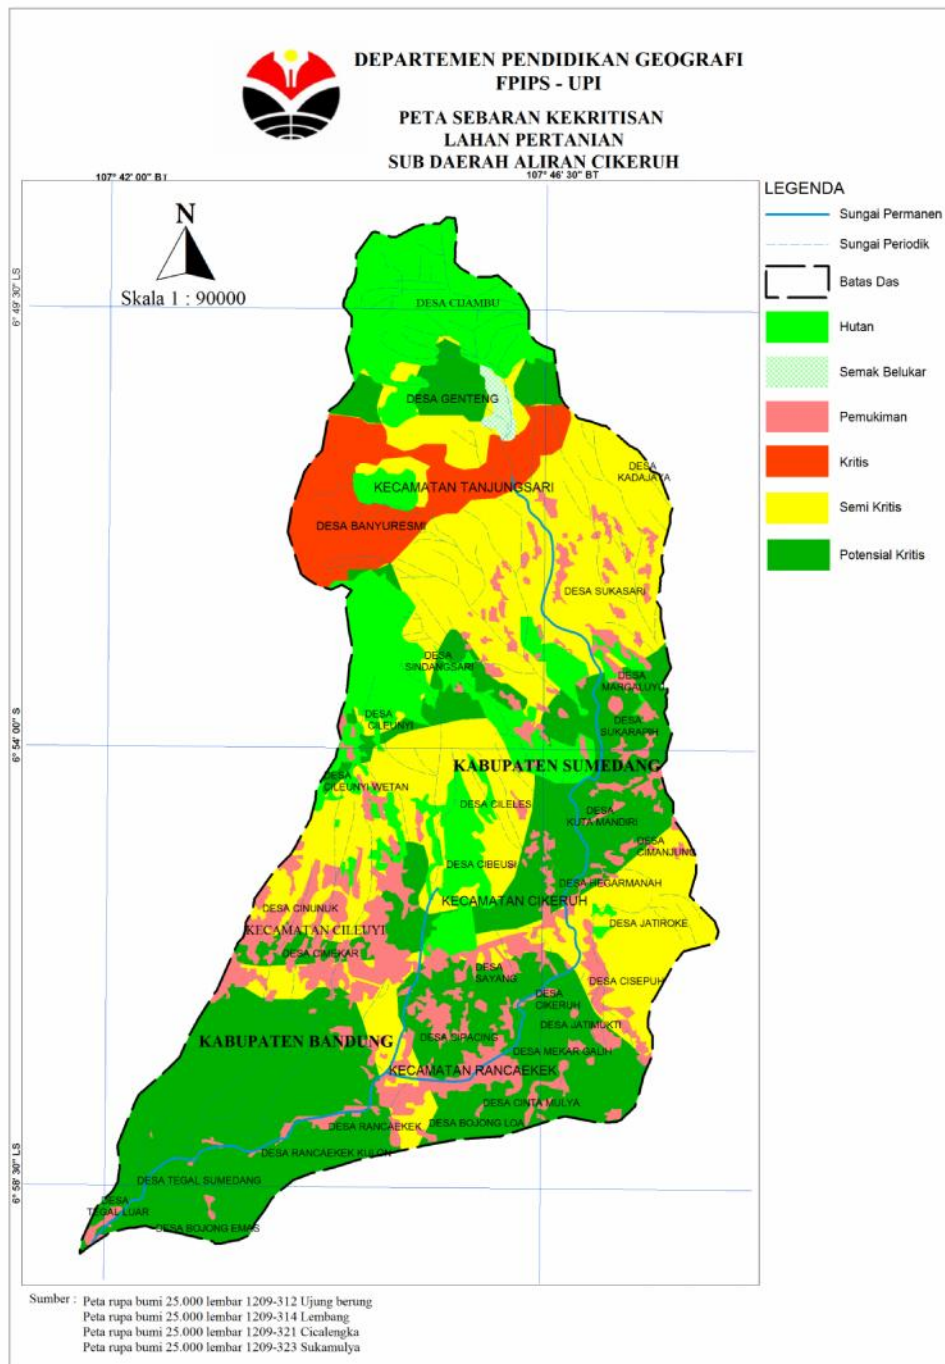 DEPARTEMEN PENDIDIKAN GEOGRAFI
FPIPS - UPI
PETA SEBARAN KEKRITISAN
LAHAN PERTANIAN
SUB DAERAH ALIRAN CIKERUH
107° 42' 00" BT
107° 46' 30" BT
LEGENDA
Sungai Permanen
Sungai Periodik
Batas Das
Hutan
Semak Belukar
Pemukiman
Kritis
Semi Kritis
Potensial Kritis
N
Skala 1 : 90000
6° 49'30" LS
6° 54' 00" S
6° 58'30" LS
DESA CIJAMBU
DESA GENTENG
DESA
KADAJAYA
KECAMATAN TANJUNGSARI
DESA BANYURESMI
DESA SUKASARI
DESA
SINDANGSARI
DESA
MARGALUYU
DESA
CILEUNYI
DESA
SUKARAPIH
KABUPATEN SUMEDANG
DESA
CILEUNYI WETAN
DESA CILELES
DESA
KUTA MANDIRI
DESA
CIMANJUNG
DESA CIBEUSI
DESA HEGARMANAH
KECAMATAN CIKERUH
DESA CINUNUK
DESA JATIROKE
KECAMATAN CILEUYI
DESA CIMEKAR
DESA
SAYANG
DESA CISEPUH
DESA
CIKERUH
DESA JATIMUKTI
KABUPATEN BANDUNG
DESA CIPACING
DESA MEKAR GALIH
KECAMATAN RANCAEKEK
DESA CINTA MULYA
DESA BOJONG LOA
DESA RANCAEKEK
DESA RANCAEKEK KULON
DESA TEGAL SUMEDANG
DESA
TEGAL LUAR
DESA BOJONG EMAS
Sumber : Peta rupa bumi 25.000 lembar 1209-312 Ujung berung
Peta rupa bumi 25.000 lembar 1209-314 Lembang
Peta rupa bumi 25.000 lembar 1209-321 Cicalengka
Peta rupa bumi 25.000 lembar 1209-323 Sukamulya